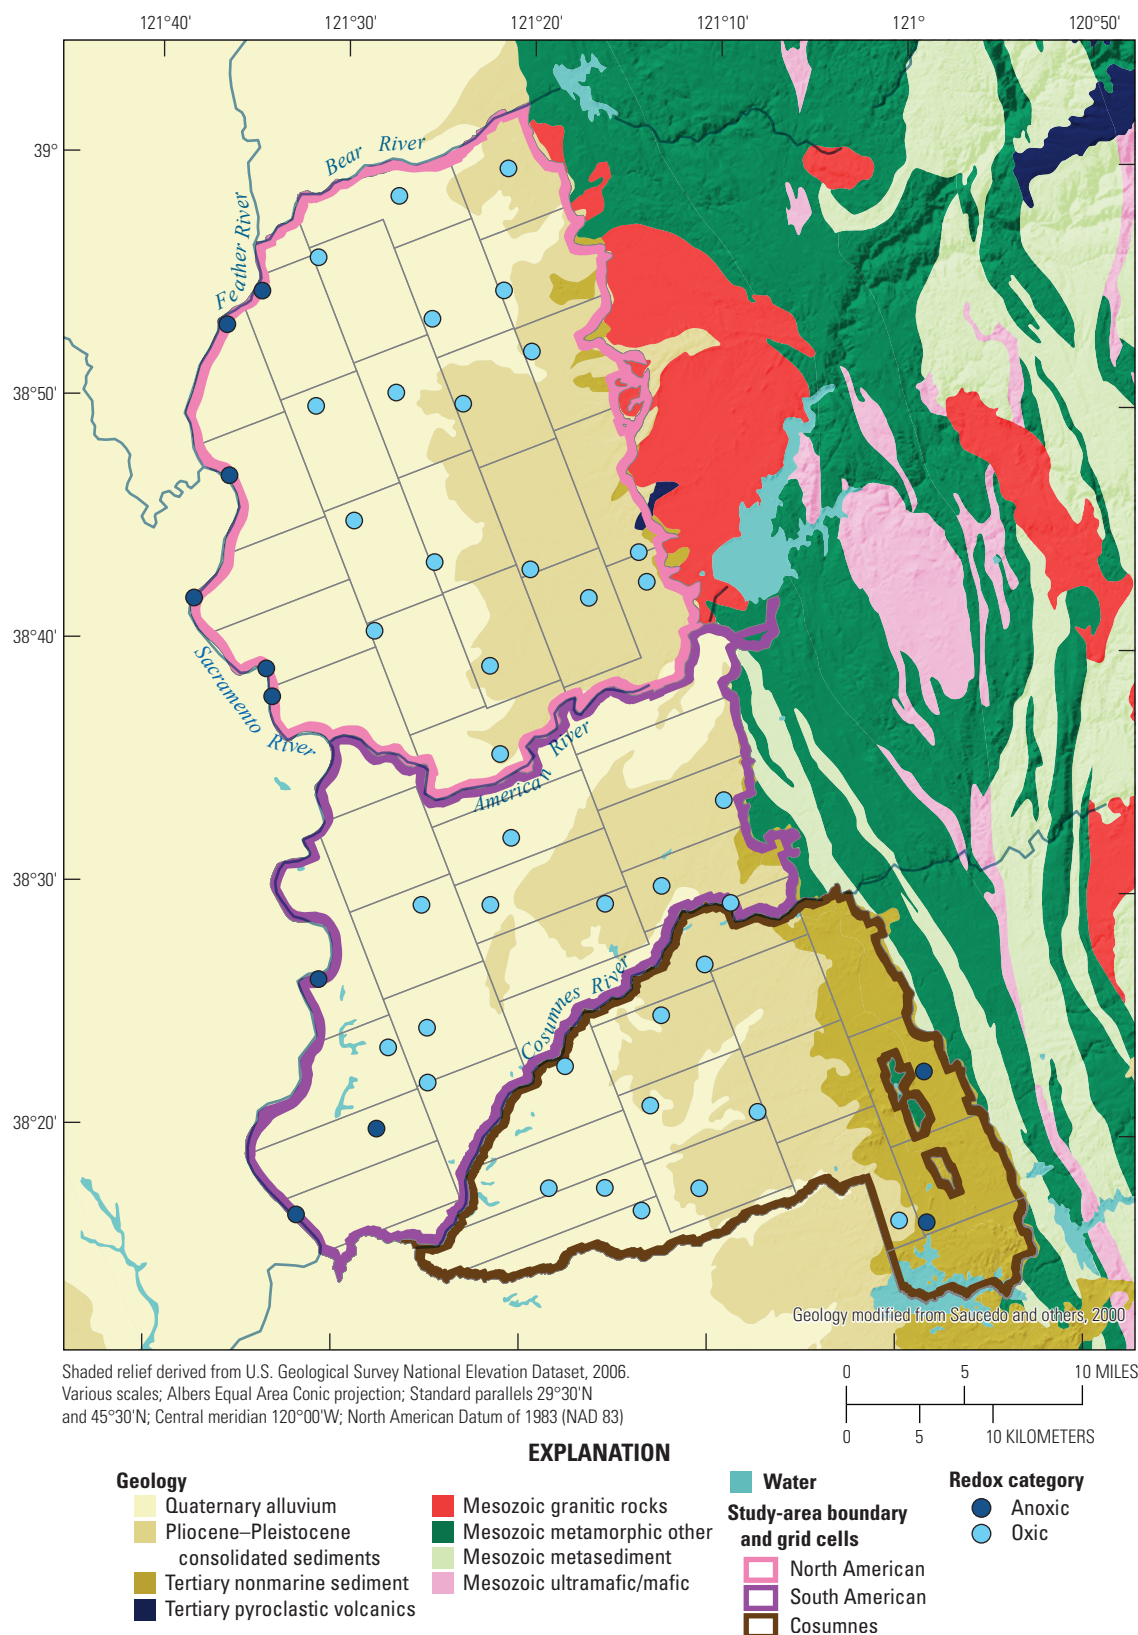 121°40' 121°30' 121°20' 121°10' 121° 120°50'
39°
38°50'
38°40'
38°30'
38°20'
Bear River
Feather River
Sacramento River
American River
Cosumnes River
Geology modified from Saucedo and others, 2000
Shaded relief derived from U.S. Geological Survey National Elevation Dataset, 2006.
Various scales; Albers Equal Area Conic projection; Standard parallels 29°30'N
and 45°30'N; Central meridian 120°00'W; North American Datum of 1983 (NAD 83)
0 5 10 MILES
0 5 10 KILOMETERS
EXPLANATION
Geology
Quaternary alluvium
Pliocene–Pleistocene
consolidated sediments
Tertiary nonmarine sediment
Tertiary pyroclastic volcanics
Mesozoic granitic rocks
Mesozoic metamorphic other
Mesozoic metasediment
Mesozoic ultramafic/mafic
Water
Study-area boundary
and grid cells
North American
South American
Cosumnes
Redox category
Anoxic
Oxic